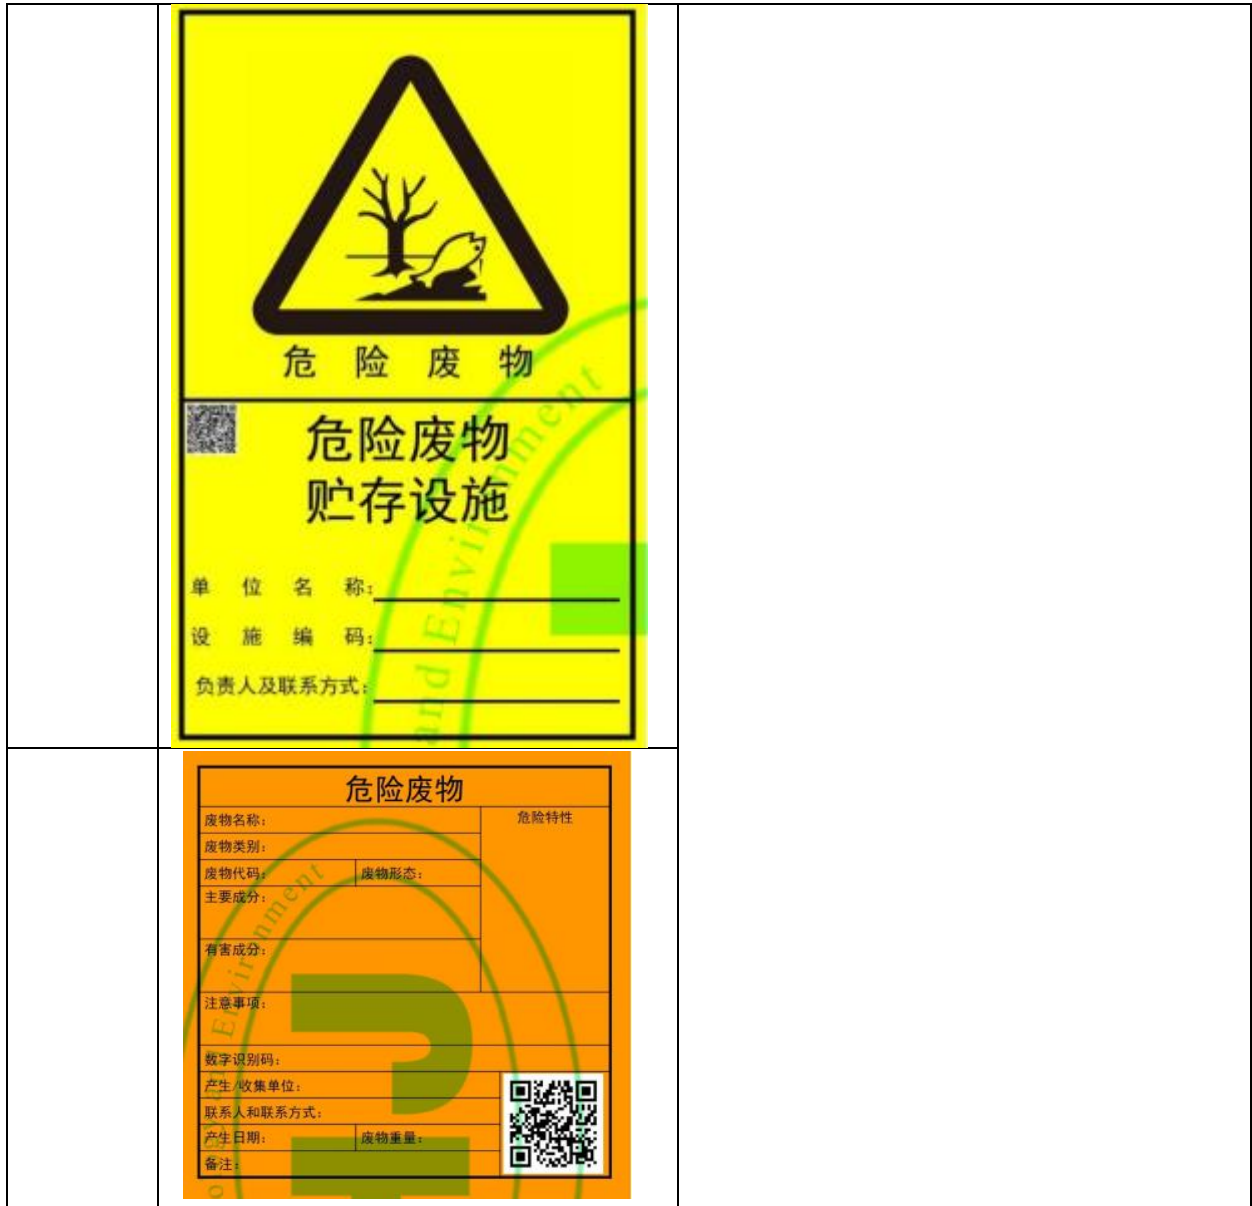 危险废物
危险废物
贮存设施
单位名称:
设施编码:
负责人及联系方式:
and Environment
危险废物
废物名称:
危险特性
废物类别:
废物代码:
废物形态:
主要成分:
有害成分:
注意事项:
数字识别码:
产生/收集单位:
联系人和联系方式:
产生日期:
废物重量:
备注:
and Environment